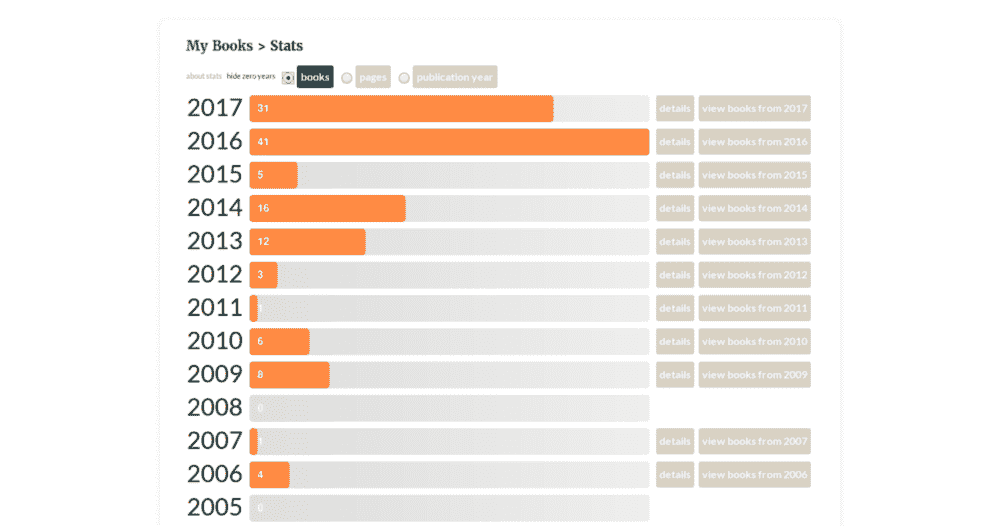 My Books > Stats
about stats hide zero years books pages publication year
2017 31 details view books from 2017
2016 41 details view books from 2016
2015 5 details view books from 2015
2014 16 details view books from 2014
2013 12 details view books from 2013
2012 3 details view books from 2012
2011 1 details view books from 2011
2010 6 details view books from 2010
2009 8 details view books from 2009
2008 0
2007 1 details view books from 2007
2006 4 details view books from 2006
2005 0